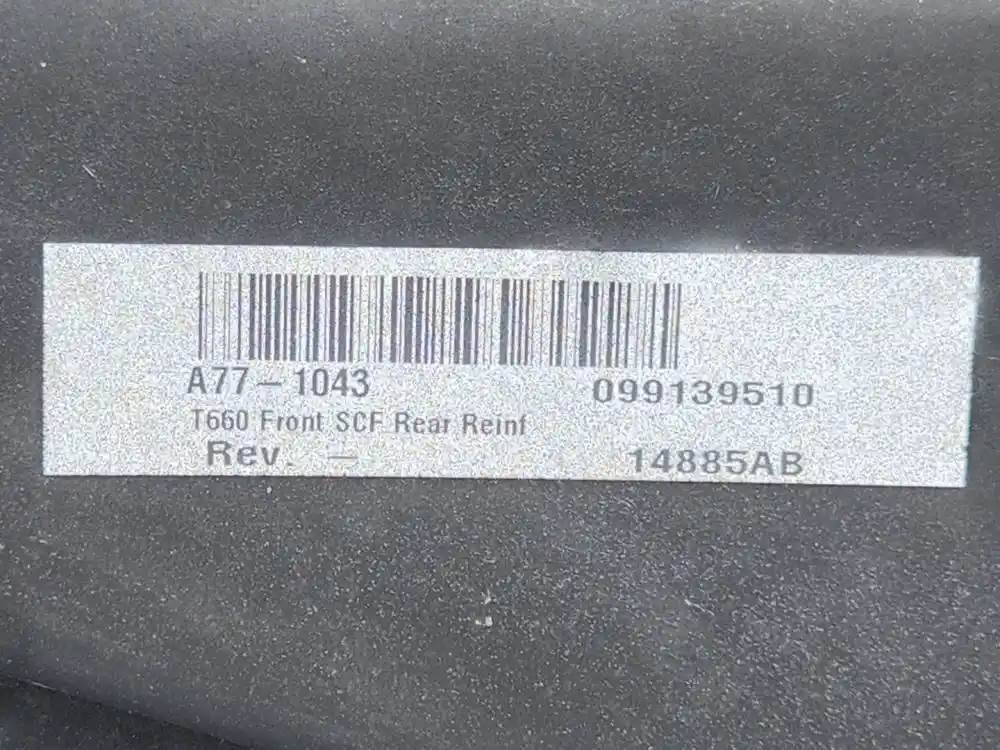 A77-1043 099139510
T660 Front SCF Rear Reinf
Rev. - 14885AB